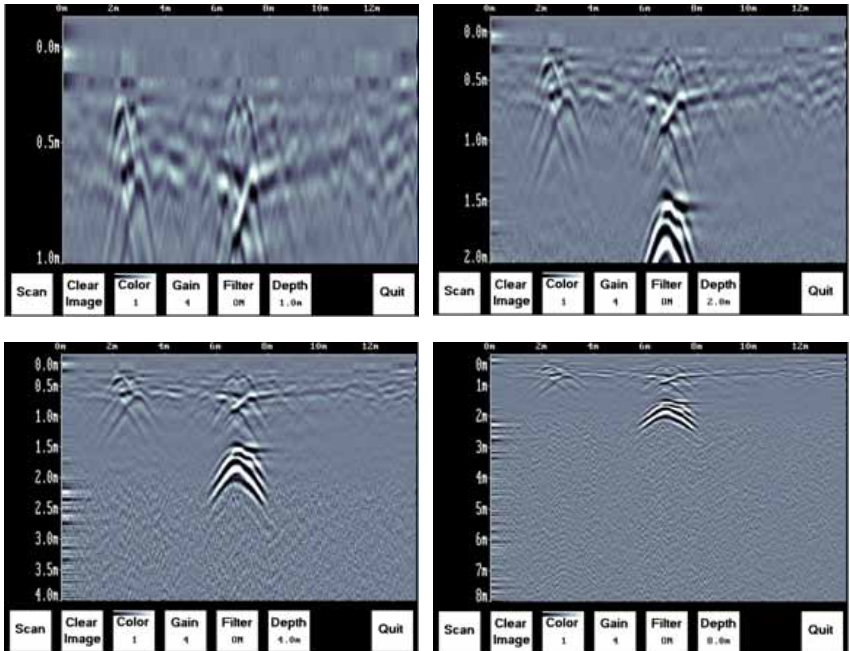 0m 2m 4m 6m 8m 10m 12m
0.0m
0.5m
1.0m
Scan Clear Image Color 1 Gain 4 Filter ON Depth 1.0m Quit
0m 2m 4m 6m 8m 10m 12m
0.0m
0.5m
1.0m
1.5m
2.0m
Scan Clear Image Color 1 Gain 4 Filter ON Depth 2.0m Quit
0m 2m 4m 6m 8m 10m 12m
0.0m
0.5m
1.0m
1.5m
2.0m
2.5m
3.0m
3.5m
4.0m
Scan Clear Image Color 1 Gain 4 Filter ON Depth 4.0m Quit
0m 2m 4m 6m 8m 10m 12m
0m
1m
2m
3m
4m
5m
6m
7m
8m
Scan Clear Image Color 1 Gain 4 Filter ON Depth 8.0m Quit